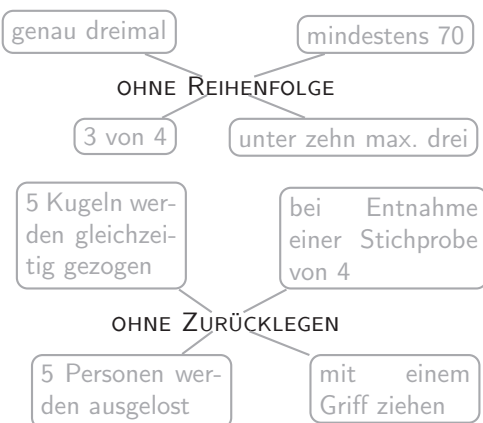 genau dreimal
mindestens 70
OHNE REIHENFOLGE
3 von 4
unter zehn max. drei
5 Kugeln wer-
den gleichzei-
tig gezogen
bei Entnahme
einer Stichprobe
von 4
OHNE ZURÜCKLEGEN
5 Personen wer-
den ausgelost
mit einem
Griff ziehen